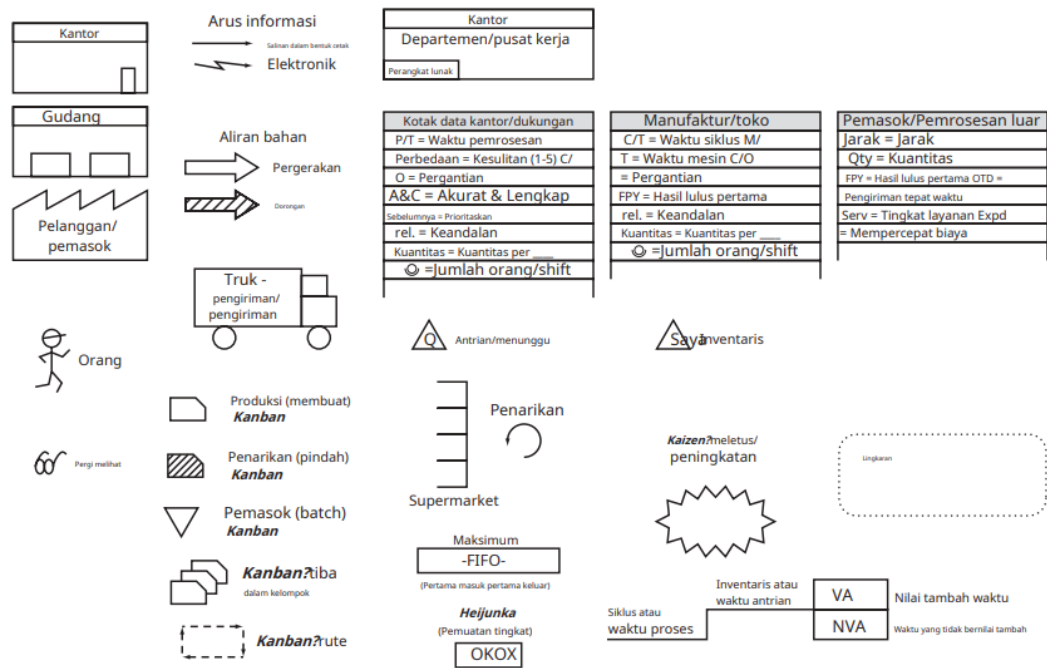 Kantor
Gudang
Pelanggan/
pemasok
Orang
Pergi melihat
Arus informasi
Salinan dalam bentuk cetak
Elektronik
Aliran bahan
Pergerakan
Dorongan
Truk -
pengiriman/
pengiriman
Produksi (membuat)
Kanban
Penarikan (pindah)
Kanban
Pemasok (batch)
Kanban
Kanban?tiba
dalam kelompok
Kanban?rute
Kantor
Departemen/pusat kerja
Perangkat lunak
Kotak data kantor/dukungan
P/T = Waktu pemrosesan
Perbedaan = Kesulitan (1-5) C/
O = Pergantian
A&C = Akurat & Lengkap
Sebelumnya = Prioritaskan
rel. = Keandalan
Kuantitas = Kuantitas per ___
=Jumlah orang/shift
Manufaktur/toko
C/T = Waktu siklus M/
T = Waktu mesin C/O
= Pergantian
FPY = Hasil lulus pertama
rel. = Keandalan
Kuantitas = Kuantitas per ___
=Jumlah orang/shift
Pemasok/Pemrosesan luar
Jarak = Jarak
Qty = Kuantitas
FPY = Hasil lulus pertama OTD =
Pengiriman tepat waktu
Serv = Tingkat layanan Expd
= Mempercepat biaya
Q
Antrian/menunggu
Saya
Inventaris
Penarikan
Supermarket
Maksimum
-FIFO-
(Pertama masuk pertama keluar)
Heijunka
(Pemuatan tingkat)
OKOX
Kaizen?meletus/
peningkatan
Lingkaran
Siklus atau
waktu proses
Inventaris atau
waktu antrian
VA
Nilai tambah waktu
NVA
Waktu yang tidak bernilai tambah